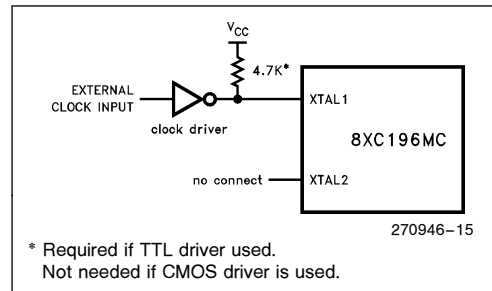 VCC
4.7K*
EXTERNAL
CLOCK INPUT
clock driver
XTAL1
8XC196MC
no connect
XTAL2
270946-15
* Required if TTL driver used.
Not needed if CMOS driver is used.